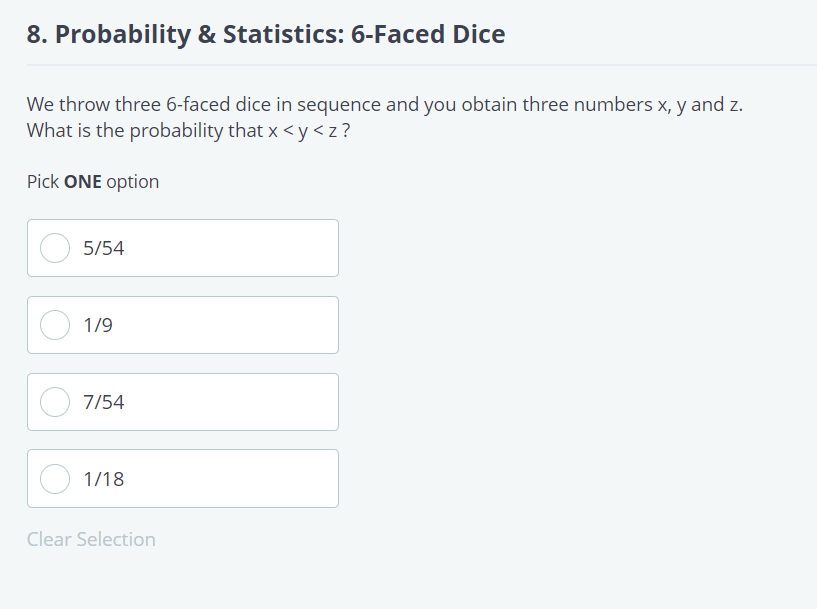 8. Probability & Statistics: 6-Faced Dice
We throw three 6-faced dice in sequence and you obtain three numbers x, y and z.
What is the probability that x < y < z ?
Pick ONE option
5/54
1/9
7/54
1/18
Clear Selection